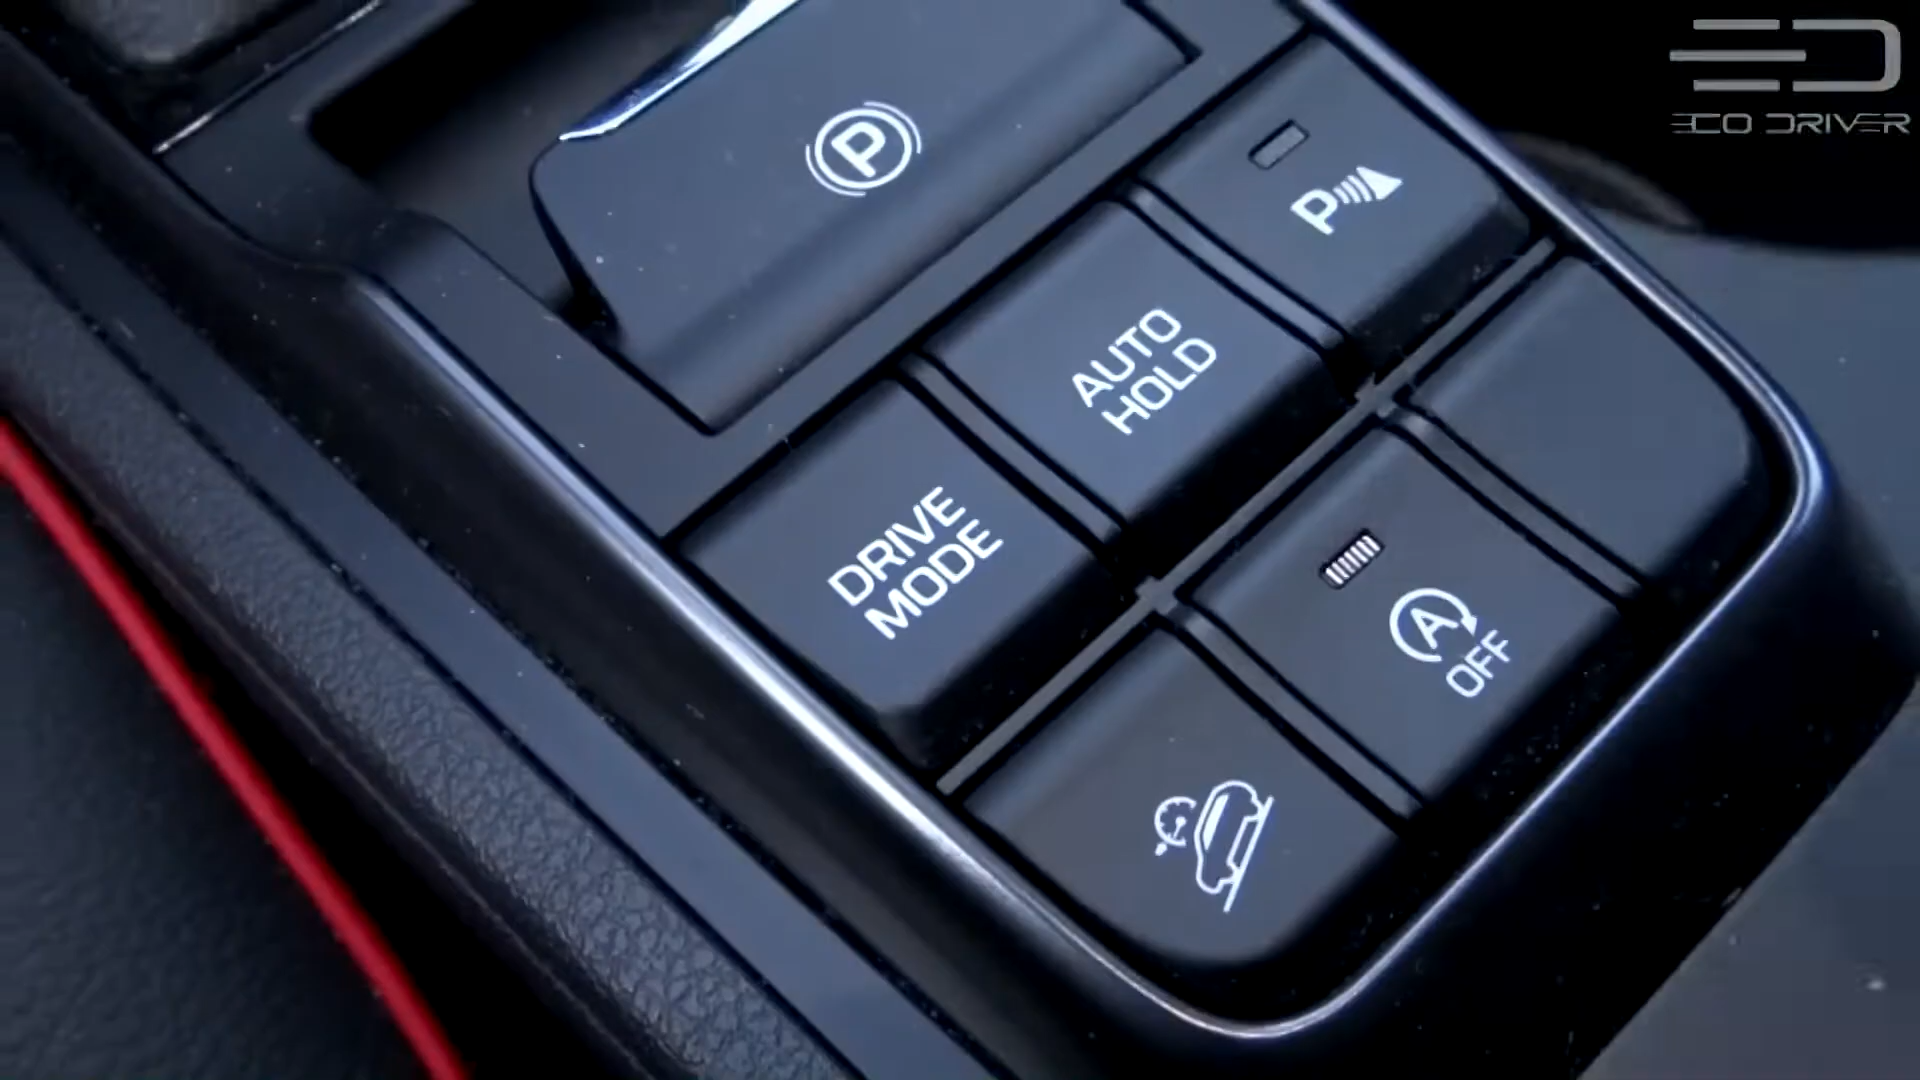 ECO DRIVER
P
P
AUTO
HOLD
DRIVE
MODE
A
OFF